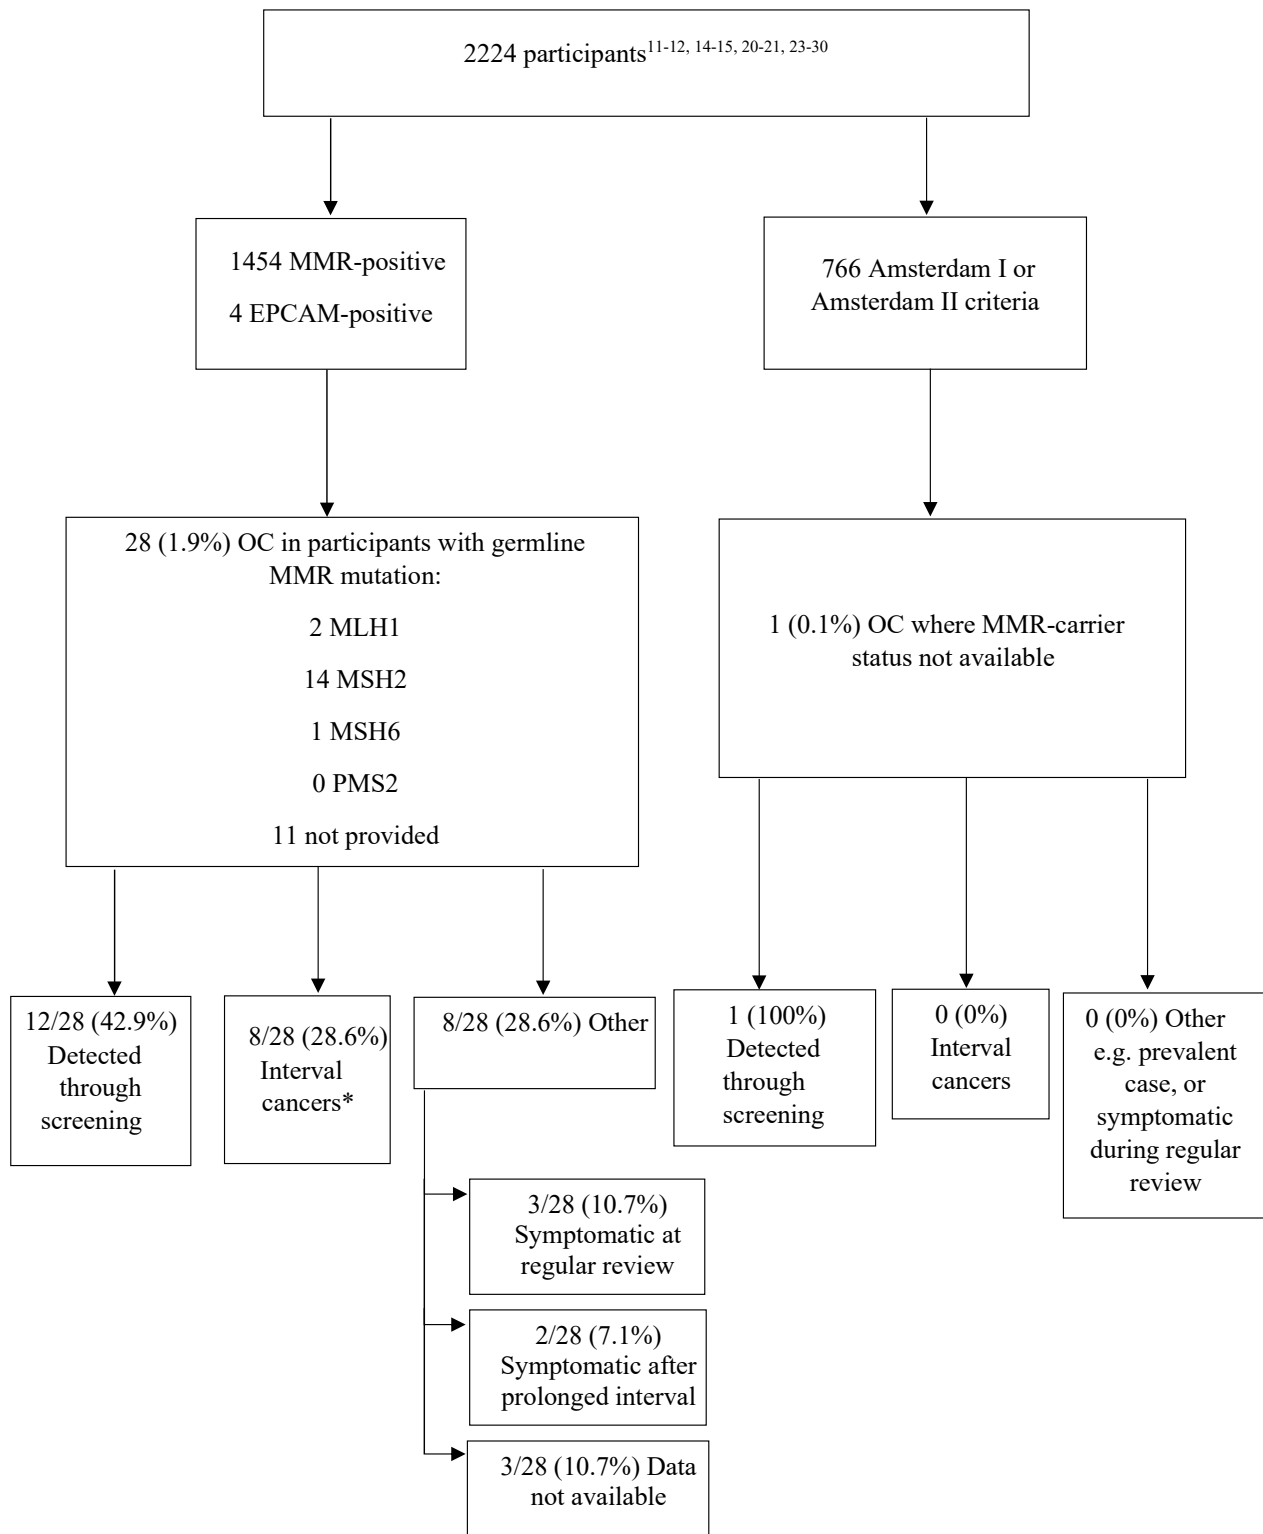 2224 participants11-12, 14-15, 20-21, 23-30
1454 MMR-positive
4 EPCAM-positive
766 Amsterdam I or
Amsterdam II criteria
28 (1.9%) OC in participants with germline
MMR mutation:
2 MLH1
14 MSH2
1 MSH6
0 PMS2
11 not provided
1 (0.1%) OC where MMR-carrier
status not available
12/28 (42.9%)
Detected
through
screening
8/28 (28.6%)
Interval
cancers*
8/28 (28.6%) Other
1 (100%)
Detected
through
screening
0 (0%)
Interval
cancers
0 (0%) Other
e.g. prevalent
case, or
symptomatic
during regular
review
3/28 (10.7%)
Symptomatic at
regular review
2/28 (7.1%)
Symptomatic after
prolonged interval
3/28 (10.7%) Data
not available